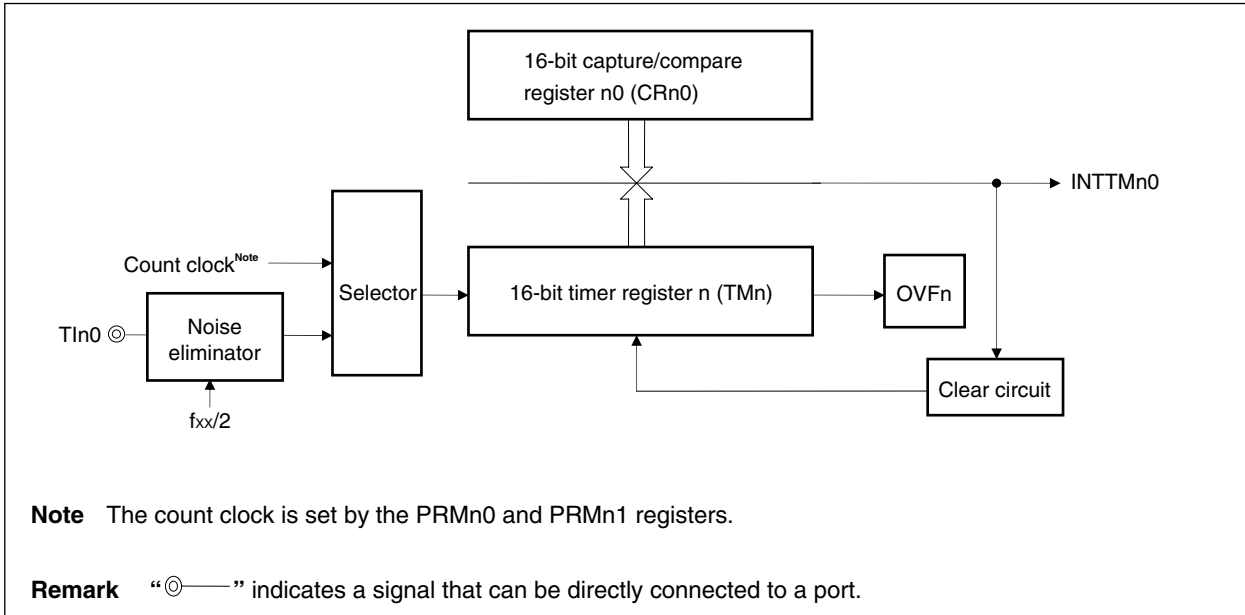 16-bit capture/compare
register n0 (CRn0)
INTTMn0
Count clock^Note
Selector
16-bit timer register n (TMn)
OVFn
TIn0
Noise
eliminator
Clear circuit
fxx/2
Note The count clock is set by the PRMn0 and PRMn1 registers.
Remark “ ” indicates a signal that can be directly connected to a port.